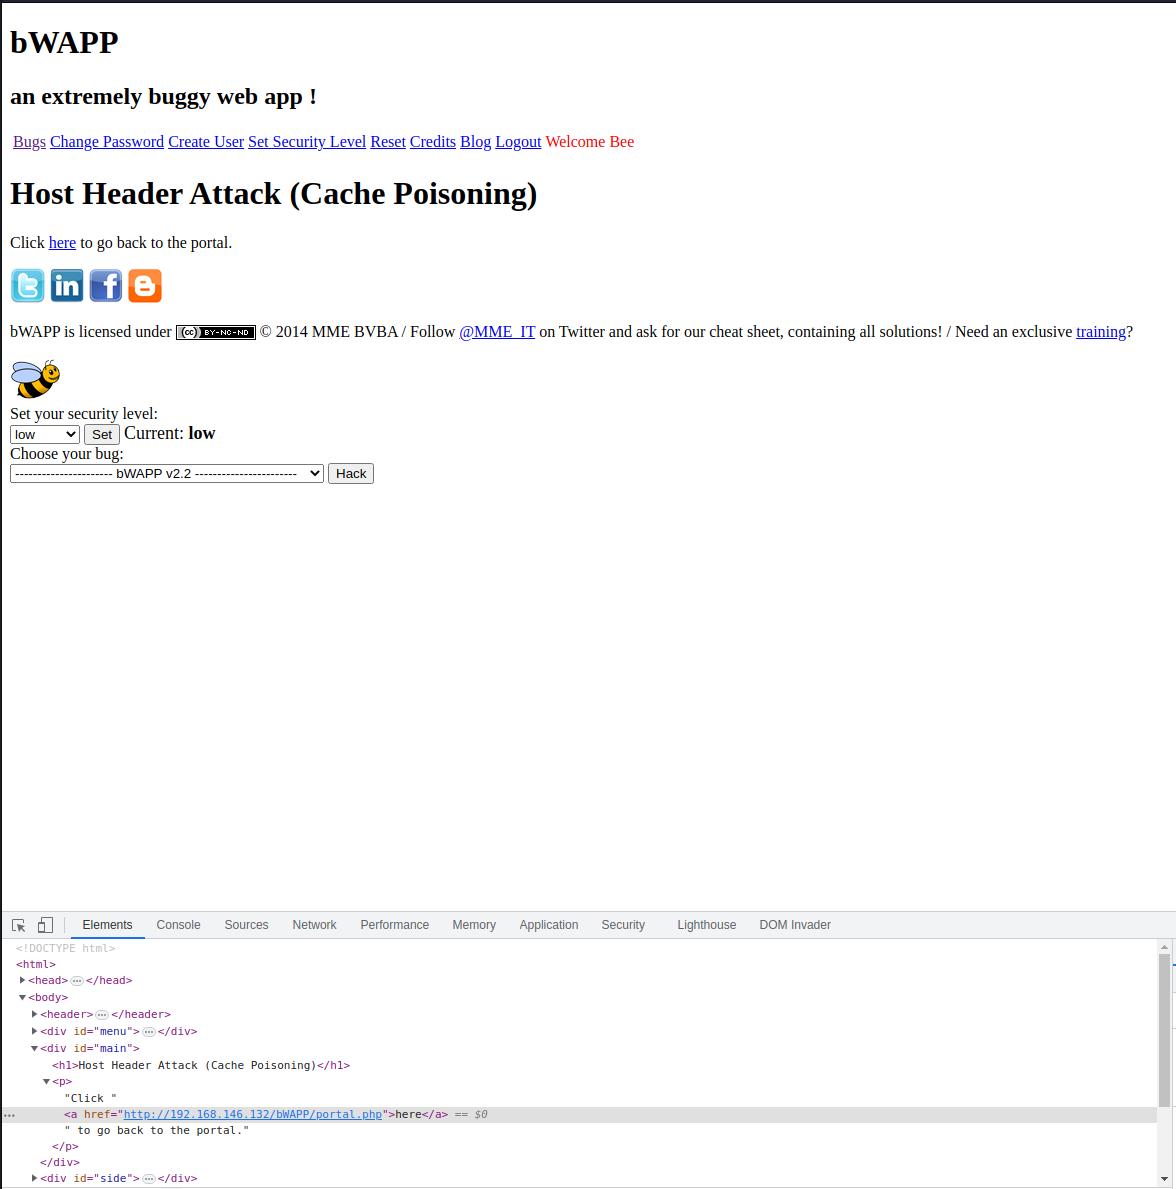 bWAPP
an extremely buggy web app !
Bugs Change Password Create User Set Security Level Reset Credits Blog Logout Welcome Bee
Host Header Attack (Cache Poisoning)
Click here to go back to the portal.
bWAPP is licensed under (cc) BY-NC-ND © 2014 MME BVBA / Follow @MME_IT on Twitter and ask for our cheat sheet, containing all solutions! / Need an exclusive training?
Set your security level:
low Set Current: low
Choose your bug:
---------------------- bWAPP v2.2 ----------------------- Hack
Elements Console Sources Network Performance Memory Application Security Lighthouse DOM Invader
<!DOCTYPE html>
<html>
<head>…</head>
<body>
<header>…</header>
<div id="menu">…</div>
<div id="main">
<h1>Host Header Attack (Cache Poisoning)</h1>
<p>
"Click "
<a href="http://192.168.146.132/bWAPP/portal.php">here</a> == $0
" to go back to the portal."
</p>
</div>
<div id="side">…</div>